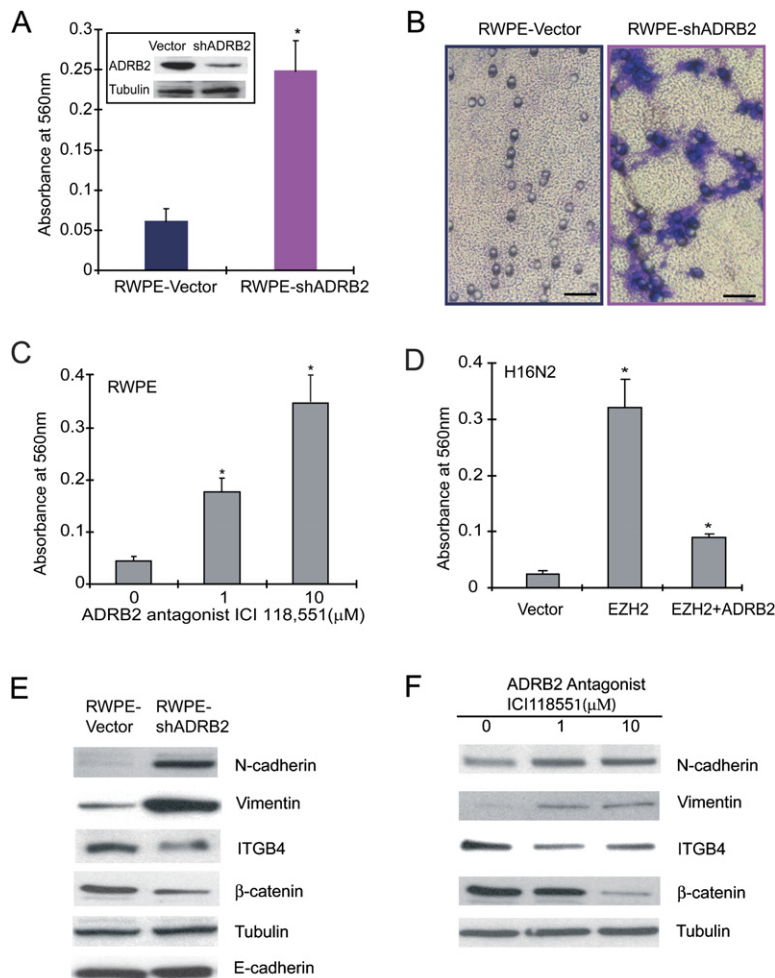 A
Absorbance at 560nm
0.3
0.25
0.2
0.15
0.1
0.05
0
Vector shADRB2
ADRB2
Tubulin
*
RWPE-Vector RWPE-shADRB2
B
RWPE-Vector RWPE-shADRB2
C
Absorbance at 560nm
0.4
0.3
0.2
0.1
0
RWPE
*
*
0 1 10
ADRB2 antagonist ICI 118,551(μM)
D
Absorbance at 560nm
0.4
0.3
0.2
0.1
0
H16N2
*
*
Vector EZH2 EZH2+ADRB2
E
RWPE- RWPE-
Vector shADRB2
N-cadherin
Vimentin
ITGB4
β-catenin
Tubulin
E-cadherin
F
ADRB2 Antagonist
ICI118551(μM)
0 1 10
N-cadherin
Vimentin
ITGB4
β-catenin
Tubulin